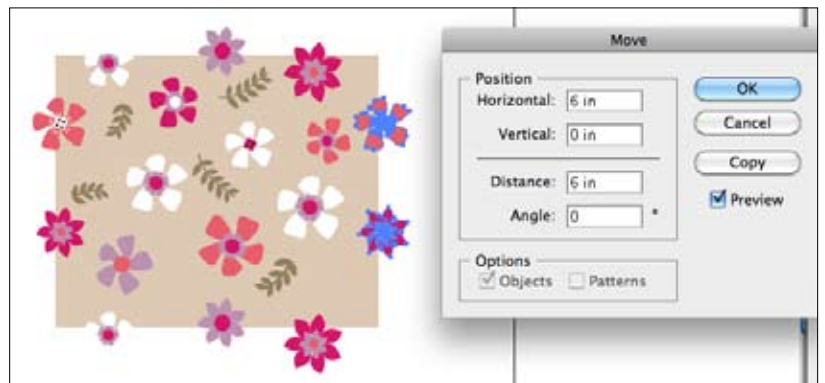 Move
Position
Horizontal: 6 in
Vertical: 0 in
Distance: 6 in
Angle: 0 °
Options
Objects Patterns
OK
Cancel
Copy
Preview